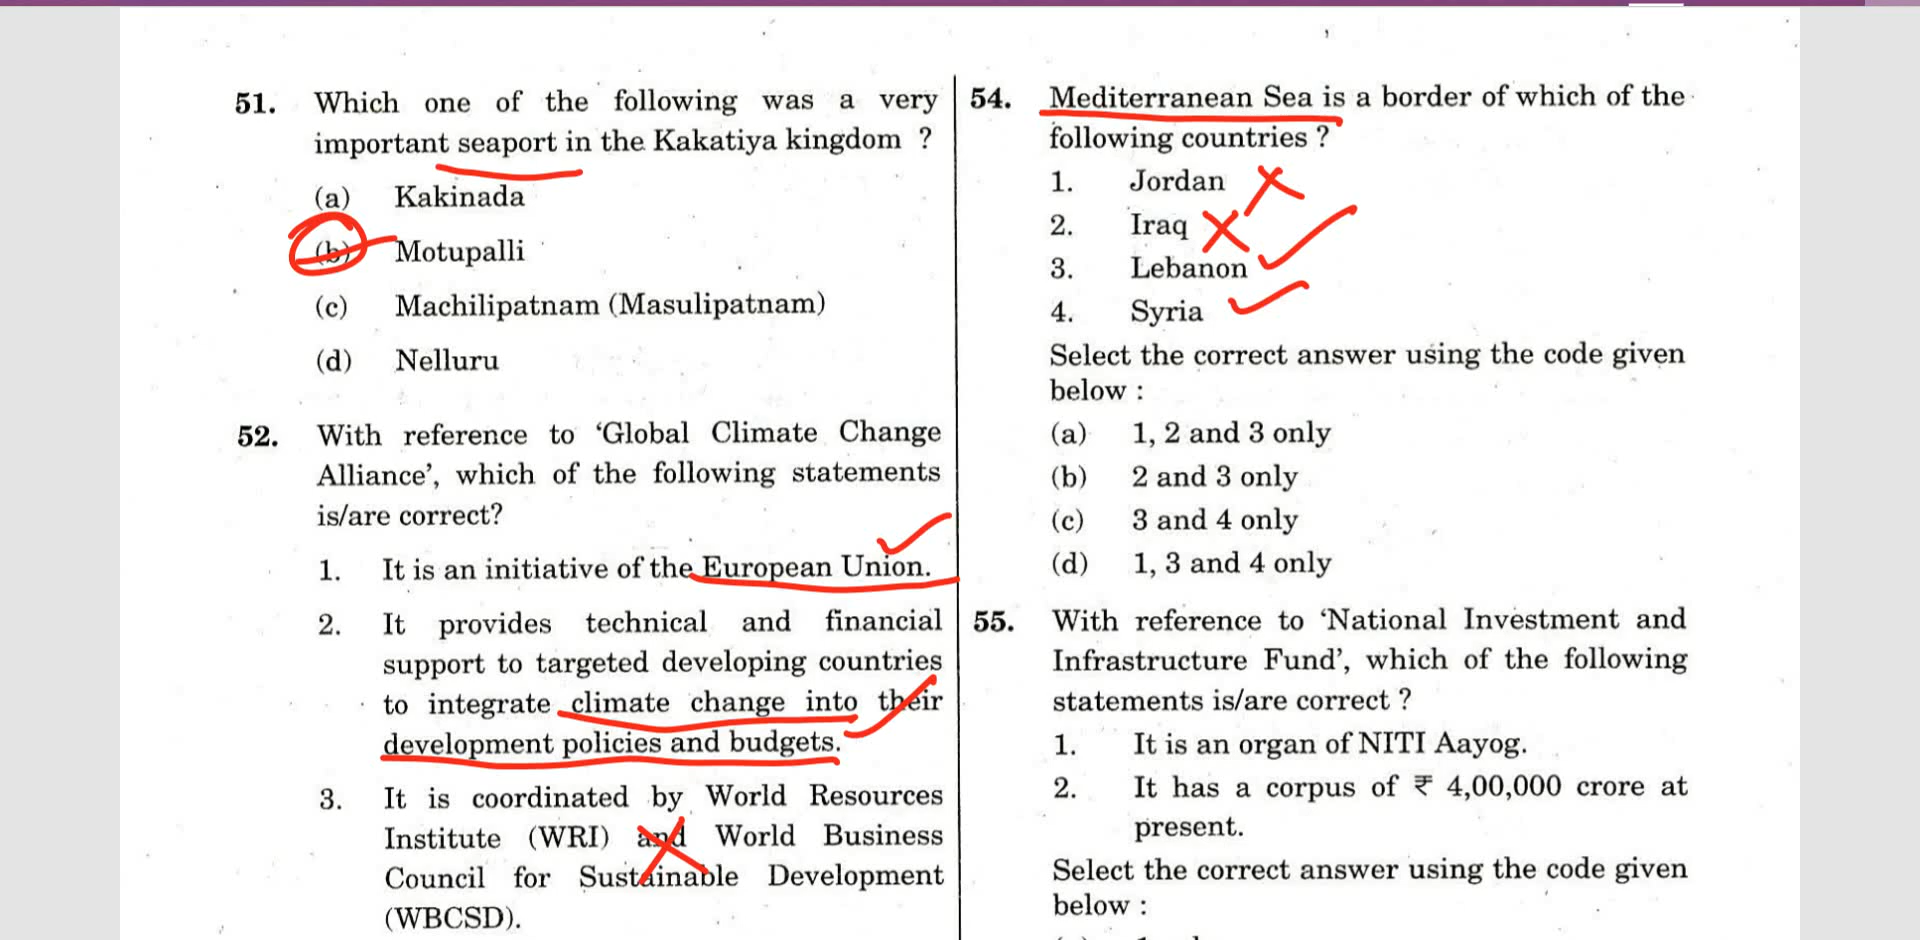 51. Which one of the following was a very
important seaport in the Kakatiya kingdom ?
(a) Kakinada
(b) Motupalli
(c) Machilipatnam (Masulipatnam)
(d) Nelluru
52. With reference to ‘Global Climate Change
Alliance’, which of the following statements
is/are correct?
1. It is an initiative of the European Union.
2. It provides technical and financial
support to targeted developing countries
to integrate climate change into their
development policies and budgets.
3. It is coordinated by World Resources
Institute (WRI) and World Business
Council for Sustainable Development
(WBCSD).
54. Mediterranean Sea is a border of which of the
following countries ?
1. Jordan
2. Iraq
3. Lebanon
4. Syria
Select the correct answer using the code given
below :
(a) 1, 2 and 3 only
(b) 2 and 3 only
(c) 3 and 4 only
(d) 1, 3 and 4 only
55. With reference to ‘National Investment and
Infrastructure Fund’, which of the following
statements is/are correct ?
1. It is an organ of NITI Aayog.
2. It has a corpus of ₹ 4,00,000 crore at
present.
Select the correct answer using the code given
below :